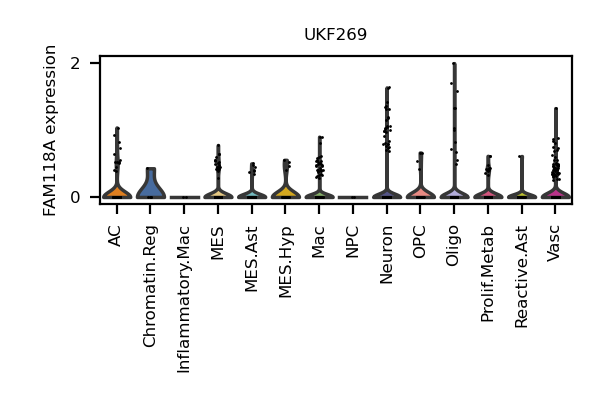 UKF269
FAM118A expression
2
0
AC
Chromatin.Reg
Inflammatory.Mac
MES
MES.Ast
MES.Hyp
Mac
NPC
Neuron
OPC
Oligo
Prolif.Metab
Reactive.Ast
Vasc